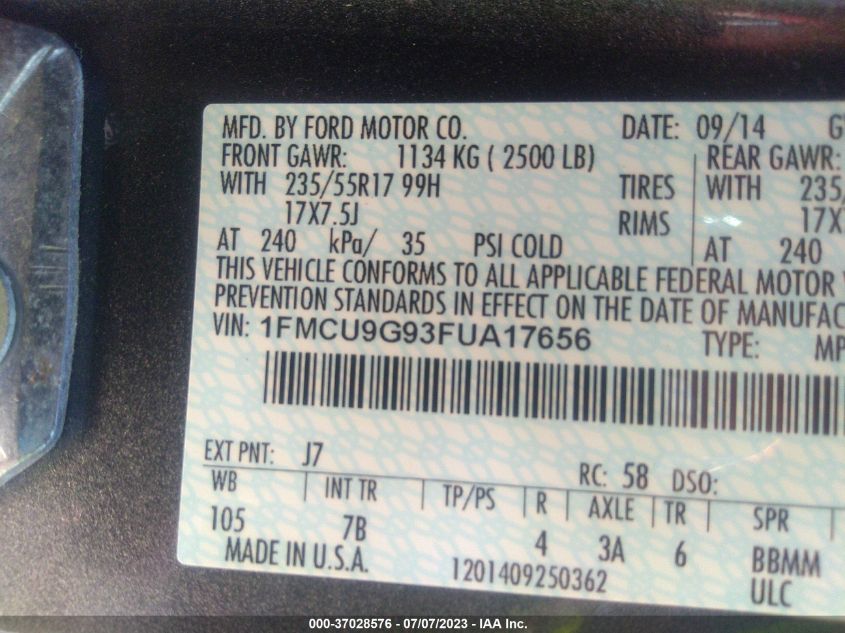 MFD. BY FORD MOTOR CO. DATE: 09/14
FRONT GAWR: 1134 KG ( 2500 LB) REAR GAWR:
WITH 235/55R17 99H TIRES WITH 235/
17X7.5J RIMS 17X
AT 240 kPa/ 35 PSI COLD AT 240
THIS VEHICLE CONFORMS TO ALL APPLICABLE FEDERAL MOTOR
PREVENTION STANDARDS IN EFFECT ON THE DATE OF MANUFAC
VIN: 1FMCU9G93FUA17656 TYPE: MP
EXT PNT: J7 RC: 58 DSO:
WB INT TR TP/PS R AXLE TR SPR
105 7B 4 3A 6 BBMM
MADE IN U.S.A. 1201409250362 ULC
000-37028576 - 07/07/2023 - IAA Inc.